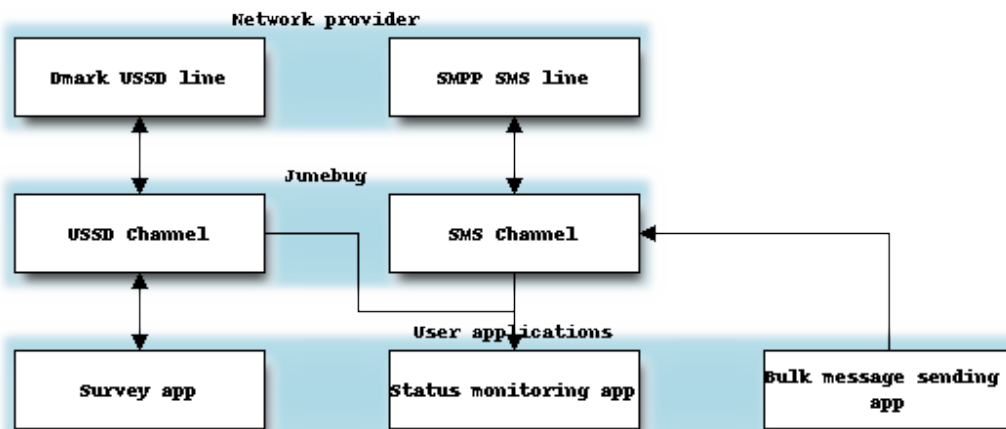 Network provider
Dmark USSD line
SMPP SMS line
Junebug
USSD Channel
SMS Channel
User applications
Survey app
Status monitoring app
Bulk message sending
app